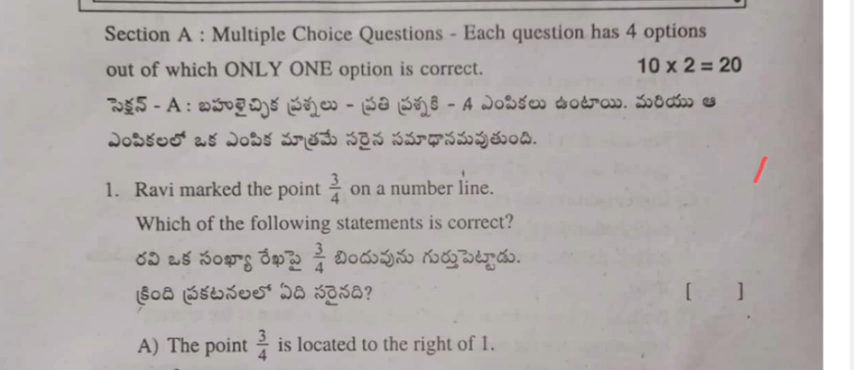 Section A : Multiple Choice Questions - Each question has 4 options
out of which ONLY ONE option is correct. 10 x 2 = 20
సెక్షన్ - A : బహుళైచ్ఛిక ప్రశ్నలు - ప్రతి ప్రశ్నకి - 4 ఎంపికలు ఉంటాయి. మరియు ఆ
ఎంపికలలో ఒక ఎంపిక మాత్రమే సరైన సమాధానమవుతుంది.
1. Ravi marked the point 3/4 on a number line.
Which of the following statements is correct?
రవి ఒక సంఖ్యా రేఖపై 3/4 బిందువును గుర్తుపెట్టాడు.
క్రింది ప్రకటనలలో ఏది సరైనది? [ ]
A) The point 3/4 is located to the right of 1.